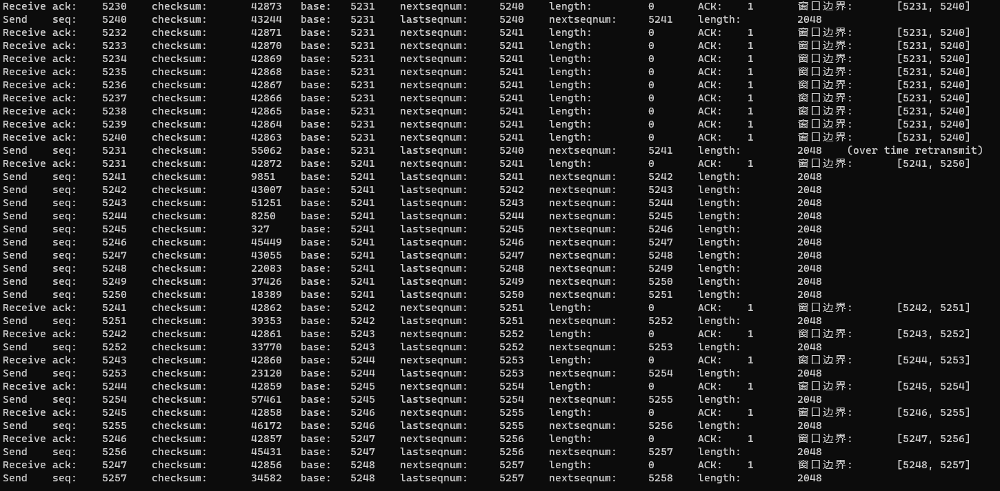 Receive ack: 5230 checksum: 42873 base: 5231 nextseqnum: 5240 length: 0 ACK: 1 窗口边界: [5231, 5240]
Send seq: 5240 checksum: 43244 base: 5231 lastseqnum: 5240 nextseqnum: 5241 length: 2048
Receive ack: 5232 checksum: 42871 base: 5231 nextseqnum: 5241 length: 0 ACK: 1 窗口边界: [5231, 5240]
Receive ack: 5233 checksum: 42870 base: 5231 nextseqnum: 5241 length: 0 ACK: 1 窗口边界: [5231, 5240]
Receive ack: 5234 checksum: 42869 base: 5231 nextseqnum: 5241 length: 0 ACK: 1 窗口边界: [5231, 5240]
Receive ack: 5235 checksum: 42868 base: 5231 nextseqnum: 5241 length: 0 ACK: 1 窗口边界: [5231, 5240]
Receive ack: 5236 checksum: 42867 base: 5231 nextseqnum: 5241 length: 0 ACK: 1 窗口边界: [5231, 5240]
Receive ack: 5237 checksum: 42866 base: 5231 nextseqnum: 5241 length: 0 ACK: 1 窗口边界: [5231, 5240]
Receive ack: 5238 checksum: 42865 base: 5231 nextseqnum: 5241 length: 0 ACK: 1 窗口边界: [5231, 5240]
Receive ack: 5239 checksum: 42864 base: 5231 nextseqnum: 5241 length: 0 ACK: 1 窗口边界: [5231, 5240]
Receive ack: 5240 checksum: 42863 base: 5231 nextseqnum: 5241 length: 0 ACK: 1 窗口边界: [5231, 5240]
Send seq: 5231 checksum: 55062 base: 5231 lastseqnum: 5240 nextseqnum: 5241 length: 2048 (over time retransmit)
Receive ack: 5231 checksum: 42872 base: 5241 nextseqnum: 5241 length: 0 ACK: 1 窗口边界: [5241, 5250]
Send seq: 5241 checksum: 9851 base: 5241 lastseqnum: 5241 nextseqnum: 5242 length: 2048
Send seq: 5242 checksum: 43007 base: 5241 lastseqnum: 5242 nextseqnum: 5243 length: 2048
Send seq: 5243 checksum: 51251 base: 5241 lastseqnum: 5243 nextseqnum: 5244 length: 2048
Send seq: 5244 checksum: 8250 base: 5241 lastseqnum: 5244 nextseqnum: 5245 length: 2048
Send seq: 5245 checksum: 327 base: 5241 lastseqnum: 5245 nextseqnum: 5246 length: 2048
Send seq: 5246 checksum: 45449 base: 5241 lastseqnum: 5246 nextseqnum: 5247 length: 2048
Send seq: 5247 checksum: 43055 base: 5241 lastseqnum: 5247 nextseqnum: 5248 length: 2048
Send seq: 5248 checksum: 22083 base: 5241 lastseqnum: 5248 nextseqnum: 5249 length: 2048
Send seq: 5249 checksum: 37426 base: 5241 lastseqnum: 5249 nextseqnum: 5250 length: 2048
Send seq: 5250 checksum: 18389 base: 5241 lastseqnum: 5250 nextseqnum: 5251 length: 2048
Receive ack: 5241 checksum: 42862 base: 5242 nextseqnum: 5251 length: 0 ACK: 1 窗口边界: [5242, 5251]
Send seq: 5251 checksum: 39353 base: 5242 lastseqnum: 5251 nextseqnum: 5252 length: 2048
Receive ack: 5242 checksum: 42861 base: 5243 nextseqnum: 5252 length: 0 ACK: 1 窗口边界: [5243, 5252]
Send seq: 5252 checksum: 33770 base: 5243 lastseqnum: 5252 nextseqnum: 5253 length: 2048
Receive ack: 5243 checksum: 42860 base: 5244 nextseqnum: 5253 length: 0 ACK: 1 窗口边界: [5244, 5253]
Send seq: 5253 checksum: 23120 base: 5244 lastseqnum: 5253 nextseqnum: 5254 length: 2048
Receive ack: 5244 checksum: 42859 base: 5245 nextseqnum: 5254 length: 0 ACK: 1 窗口边界: [5245, 5254]
Send seq: 5254 checksum: 57461 base: 5245 lastseqnum: 5254 nextseqnum: 5255 length: 2048
Receive ack: 5245 checksum: 42858 base: 5246 nextseqnum: 5255 length: 0 ACK: 1 窗口边界: [5246, 5255]
Send seq: 5255 checksum: 46172 base: 5246 lastseqnum: 5255 nextseqnum: 5256 length: 2048
Receive ack: 5246 checksum: 42857 base: 5247 nextseqnum: 5256 length: 0 ACK: 1 窗口边界: [5247, 5256]
Send seq: 5256 checksum: 45431 base: 5247 lastseqnum: 5256 nextseqnum: 5257 length: 2048
Receive ack: 5247 checksum: 42856 base: 5248 nextseqnum: 5257 length: 0 ACK: 1 窗口边界: [5248, 5257]
Send seq: 5257 checksum: 34582 base: 5248 lastseqnum: 5257 nextseqnum: 5258 length: 2048